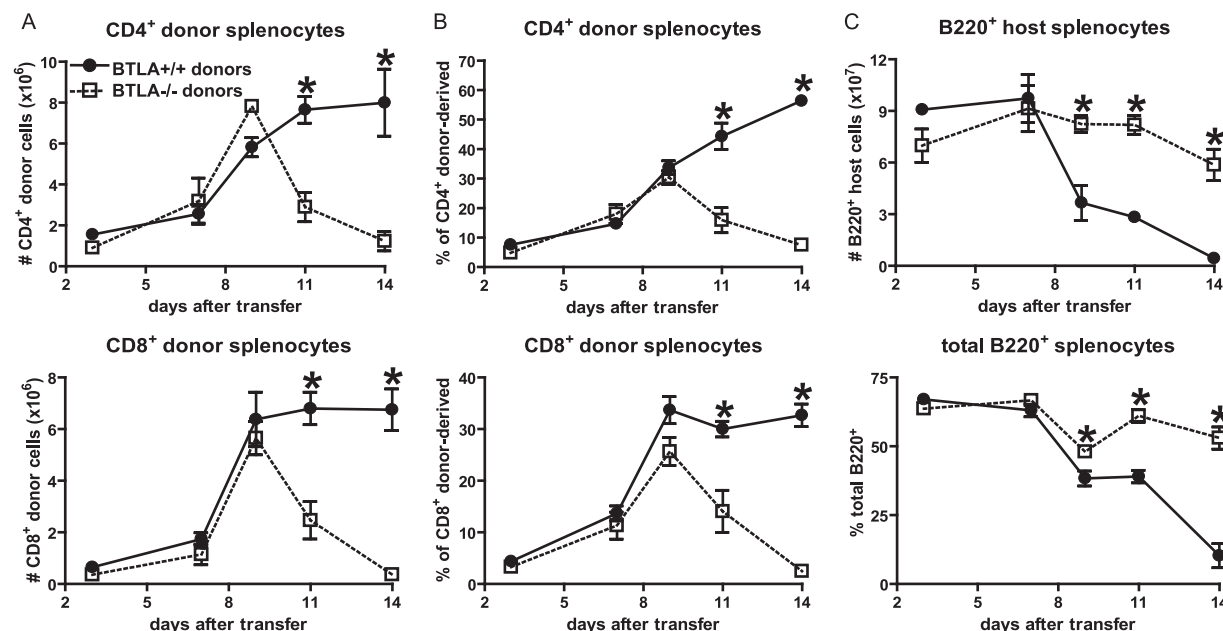 A
CD4⁺ donor splenocytes
# CD4⁺ donor cells (x10⁶)
10
8
6
4
2
0
BTLA+/+ donors
BTLA-/- donors
*
*
2 5 8 11 14
days after transfer
B
CD4⁺ donor splenocytes
% of CD4⁺ donor-derived
70
60
50
40
30
20
10
0
*
*
2 5 8 11 14
days after transfer
C
B220⁺ host splenocytes
# B220⁺ host cells (x10⁷)
12
9
6
3
0
*
*
*
2 5 8 11 14
days after transfer
CD8⁺ donor splenocytes
# CD8⁺ donor cells (x10⁶)
8
6
4
2
0
*
*
2 5 8 11 14
days after transfer
CD8⁺ donor splenocytes
% of CD8⁺ donor-derived
40
30
20
10
0
*
*
2 5 8 11 14
days after transfer
total B220⁺ splenocytes
% total B220⁺
75
50
25
0
*
*
*
2 5 8 11 14
days after transfer